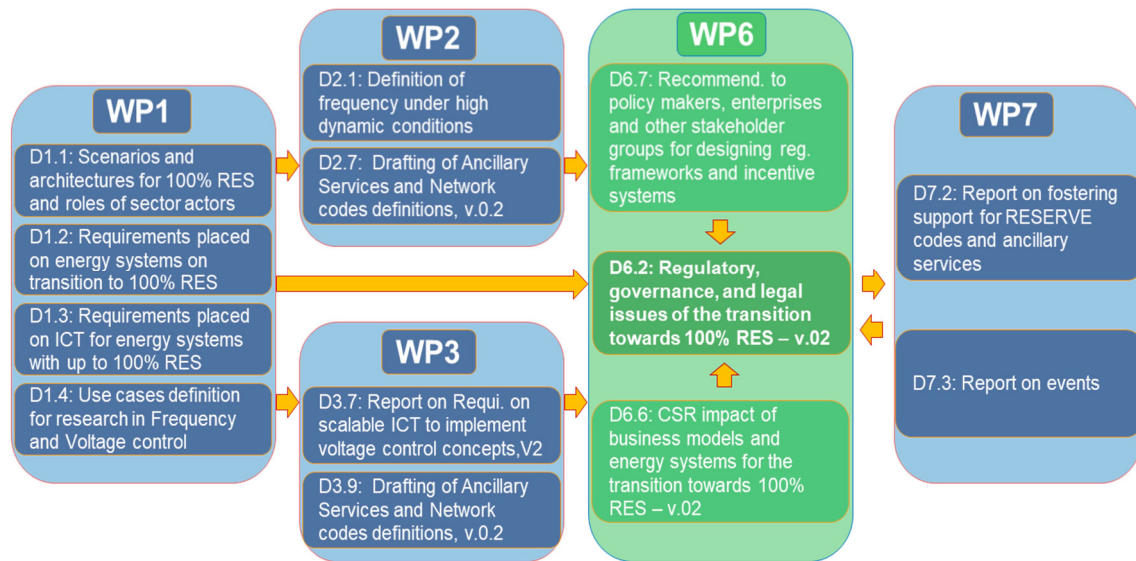 WP1
D1.1: Scenarios and
architectures for 100% RES
and roles of sector actors
D1.2: Requirements placed
on energy systems on
transition to 100% RES
D1.3: Requirements placed
on ICT for energy systems
with up to 100% RES
D1.4: Use cases definition
for research in Frequency
and Voltage control
WP2
D2.1: Definition of
frequency under high
dynamic conditions
D2.7: Drafting of Ancillary
Services and Network
codes definitions, v.0.2
WP3
D3.7: Report on Requi. on
scalable ICT to implement
voltage control concepts,V2
D3.9: Drafting of Ancillary
Services and Network
codes definitions, v.0.2
WP6
D6.7: Recommend. to
policy makers, enterprises
and other stakeholder
groups for designing reg.
frameworks and incentive
systems
D6.2: Regulatory,
governance, and legal
issues of the transition
towards 100% RES – v.02
D6.6: CSR impact of
business models and
energy systems for the
transition towards 100%
RES – v.02
WP7
D7.2: Report on fostering
support for RESERVE
codes and ancillary
services
D7.3: Report on events